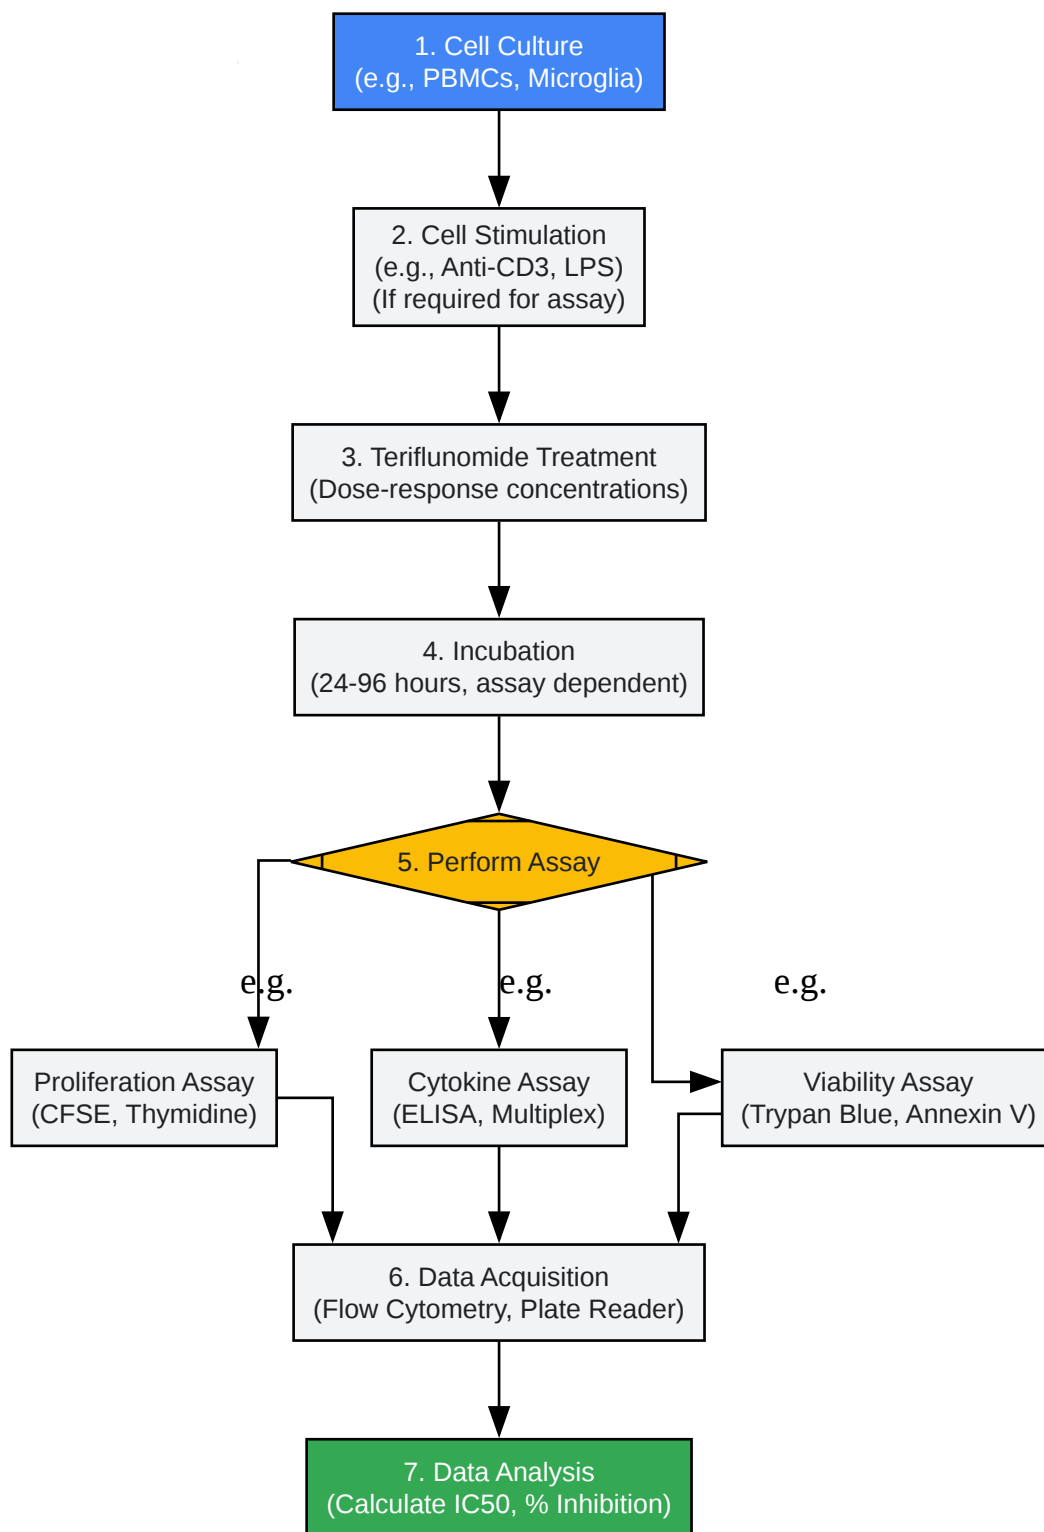 1. Cell Culture
(e.g., PBMCs, Microglia)
2. Cell Stimulation
(e.g., Anti-CD3, LPS)
(If required for assay)
3. Teriflunomide Treatment
(Dose-response concentrations)
4. Incubation
(24-96 hours, assay dependent)
5. Perform Assay
e.g.
e.g.
e.g.
Proliferation Assay
(CFSE, Thymidine)
Cytokine Assay
(ELISA, Multiplex)
Viability Assay
(Trypan Blue, Annexin V)
6. Data Acquisition
(Flow Cytometry, Plate Reader)
7. Data Analysis
(Calculate IC50, % Inhibition)